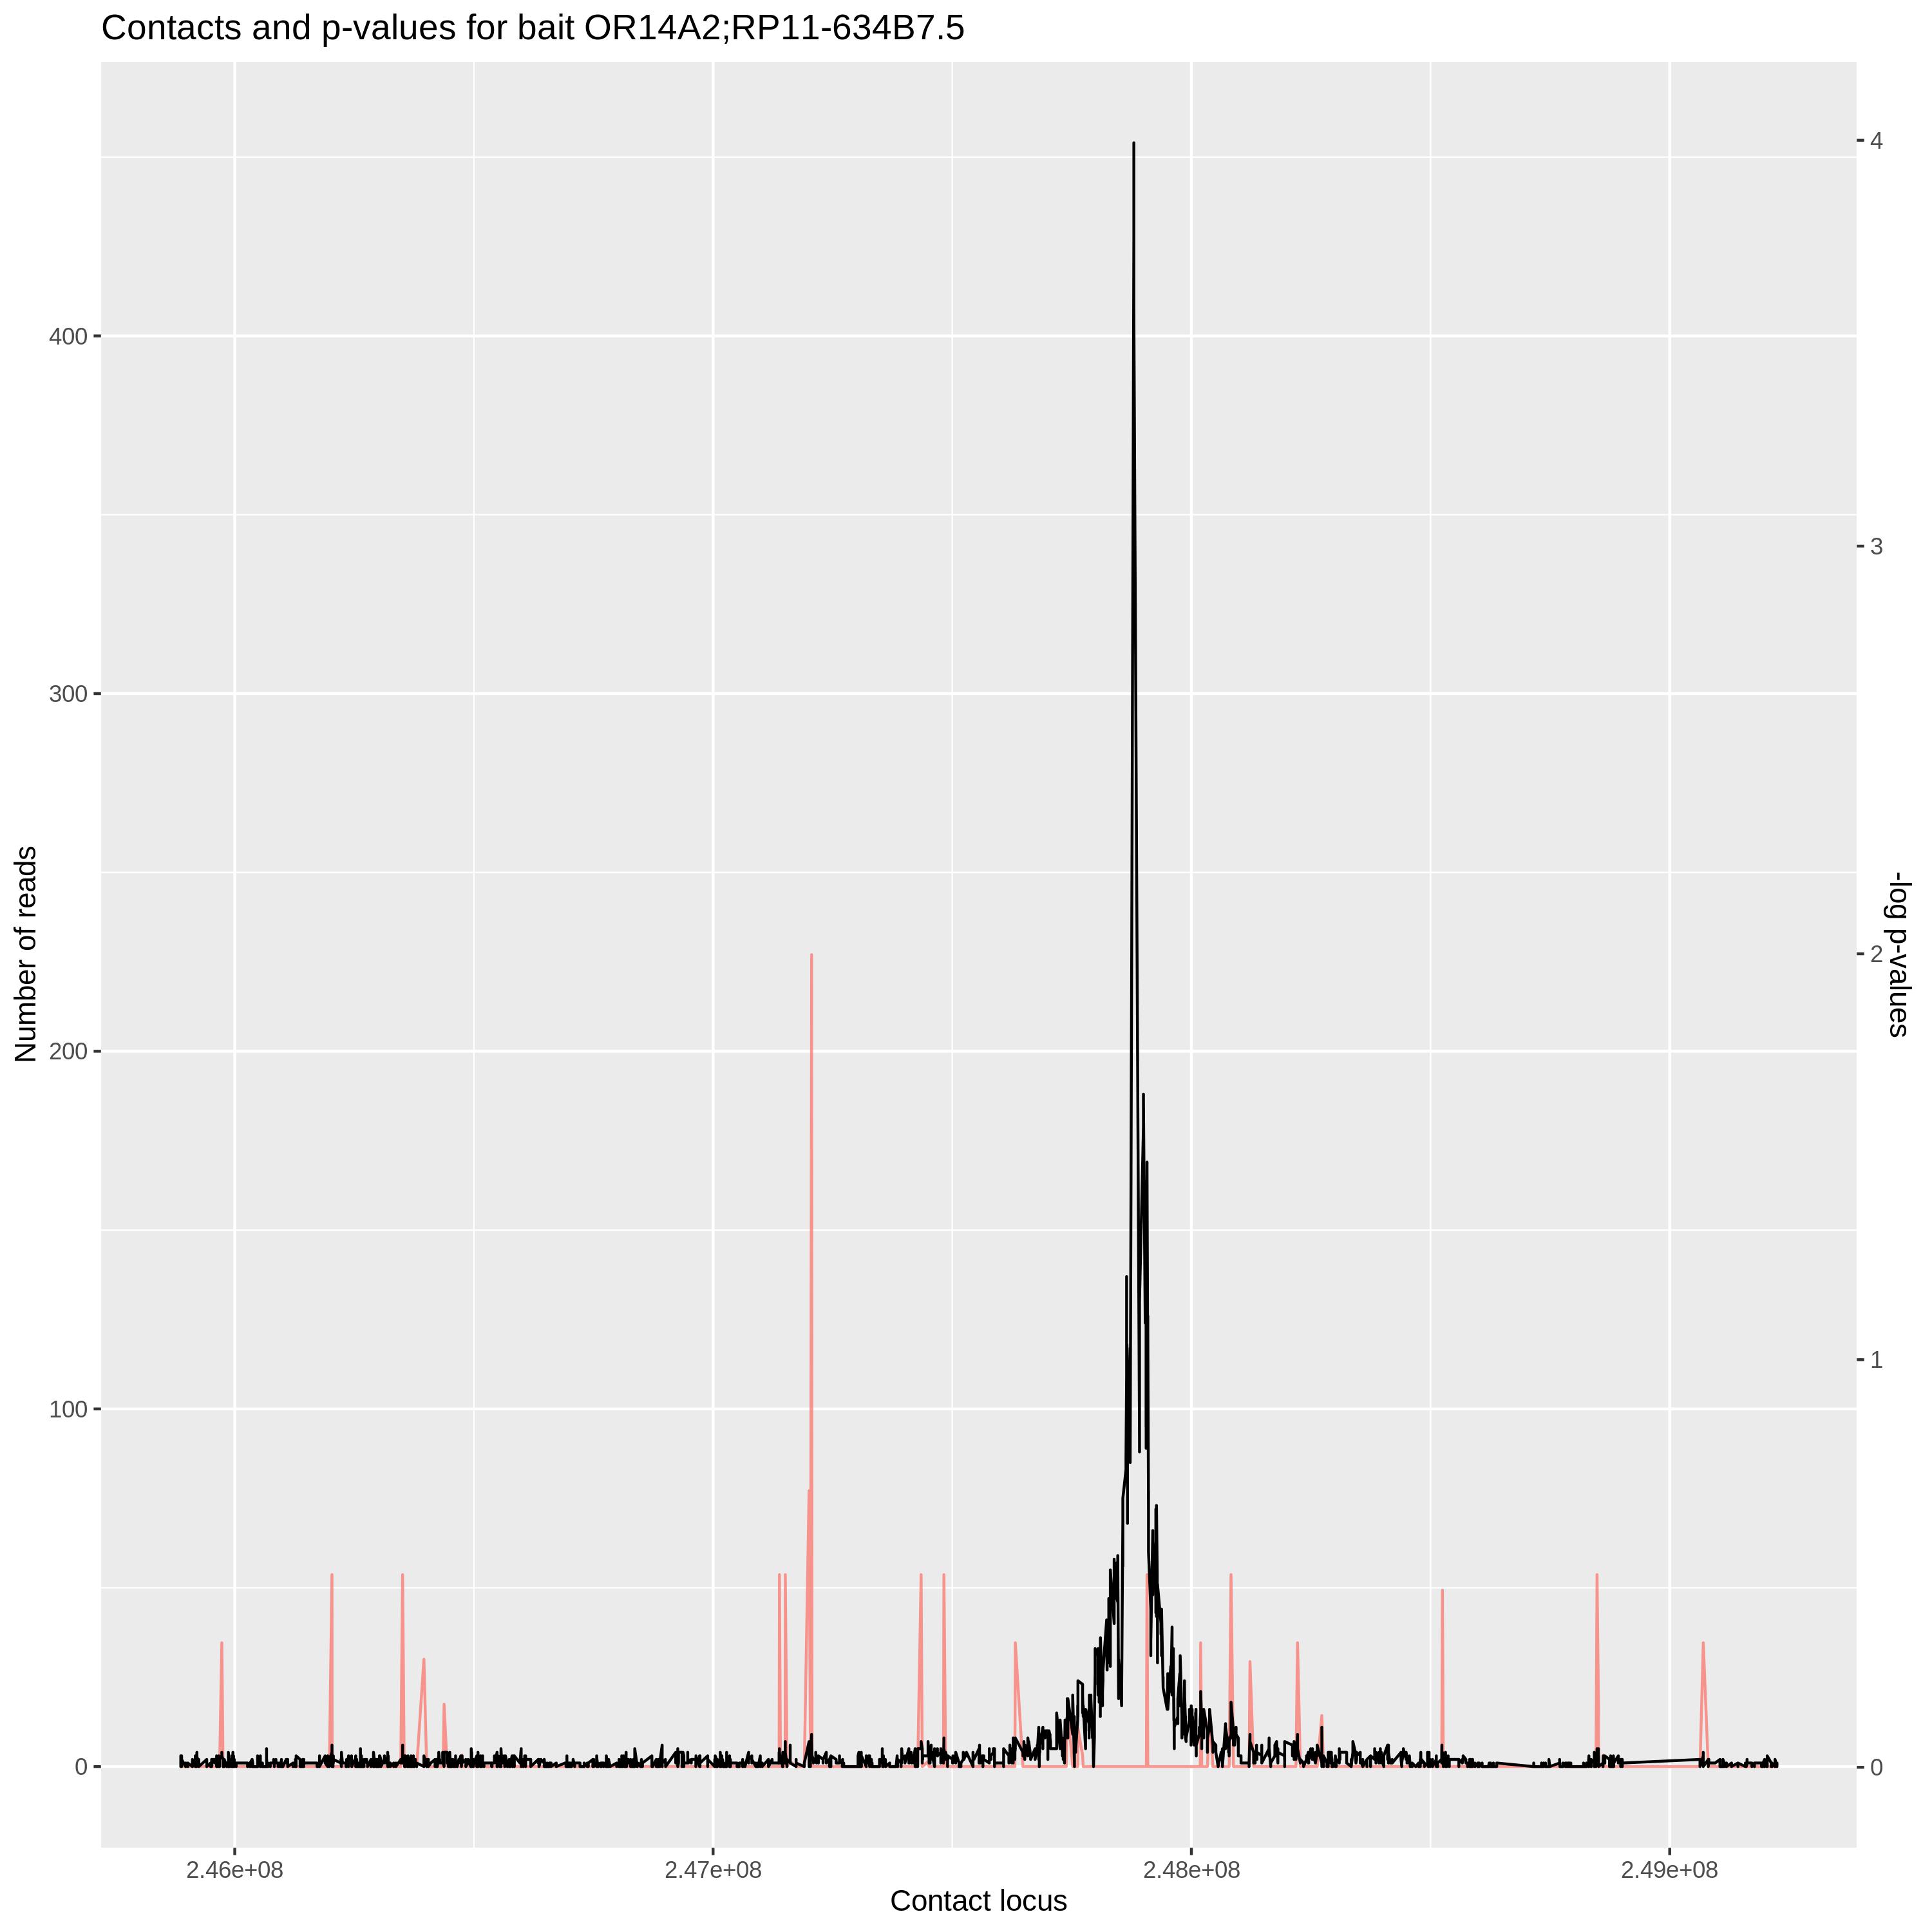 Contacts and p-values for bait OR14A2;RP11-634B7.5
Number of reads
400
300
200
100
0
4
3
2
1
0
-log p-values
2.46e+08
2.47e+08
2.48e+08
2.49e+08
Contact locus